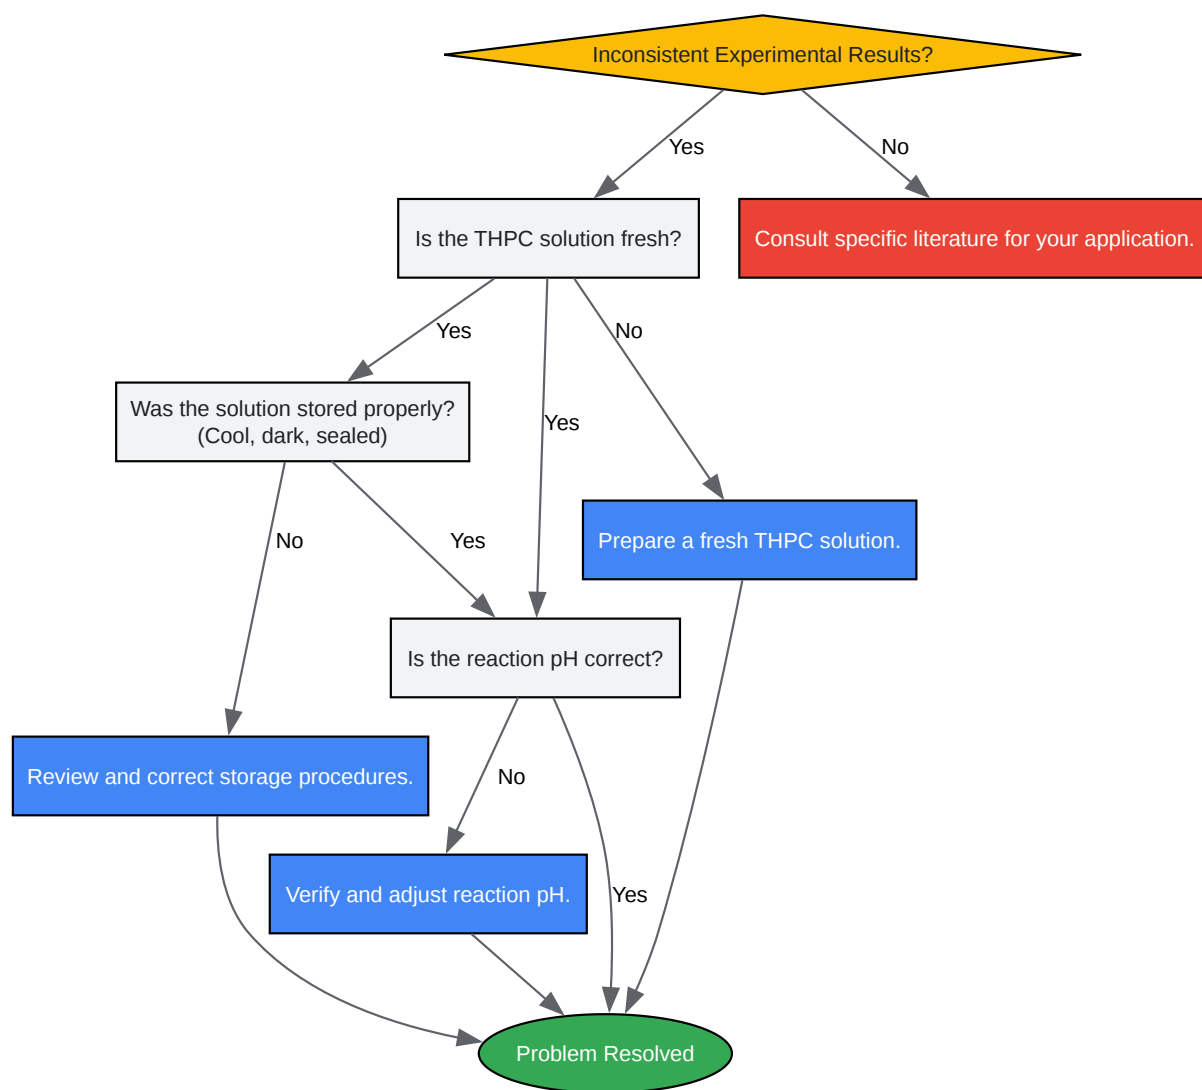 Inconsistent Experimental Results?
Yes
No
Is the THPC solution fresh?
Consult specific literature for your application.
Yes
No
Was the solution stored properly?
(Cool, dark, sealed)
Yes
No
Yes
Prepare a fresh THPC solution.
Is the reaction pH correct?
Review and correct storage procedures.
No
Verify and adjust reaction pH.
Yes
Problem Resolved